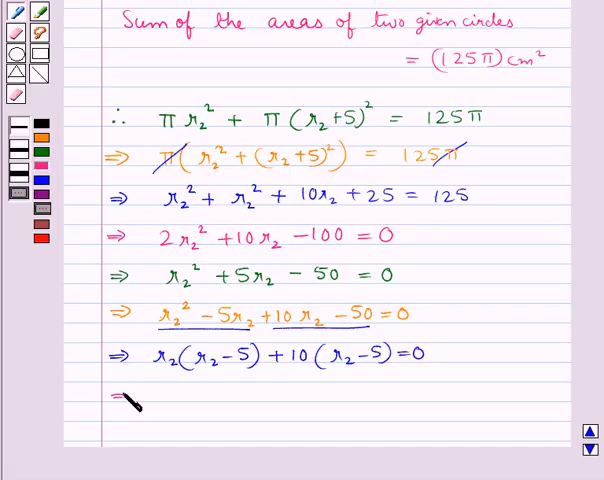 Sum of the areas of two given circles
= (125π) cm²
∴ π r₂² + π (r₂+5)² = 125π
⇒ π( r₂² + (r₂+5)² ) = 125π
⇒ r₂² + r₂² + 10r₂ + 25 = 125
⇒ 2r₂² + 10r₂ - 100 = 0
⇒ r₂² + 5r₂ - 50 = 0
⇒ r₂² - 5r₂ + 10r₂ - 50 = 0
⇒ r₂(r₂-5) + 10(r₂-5) = 0
=